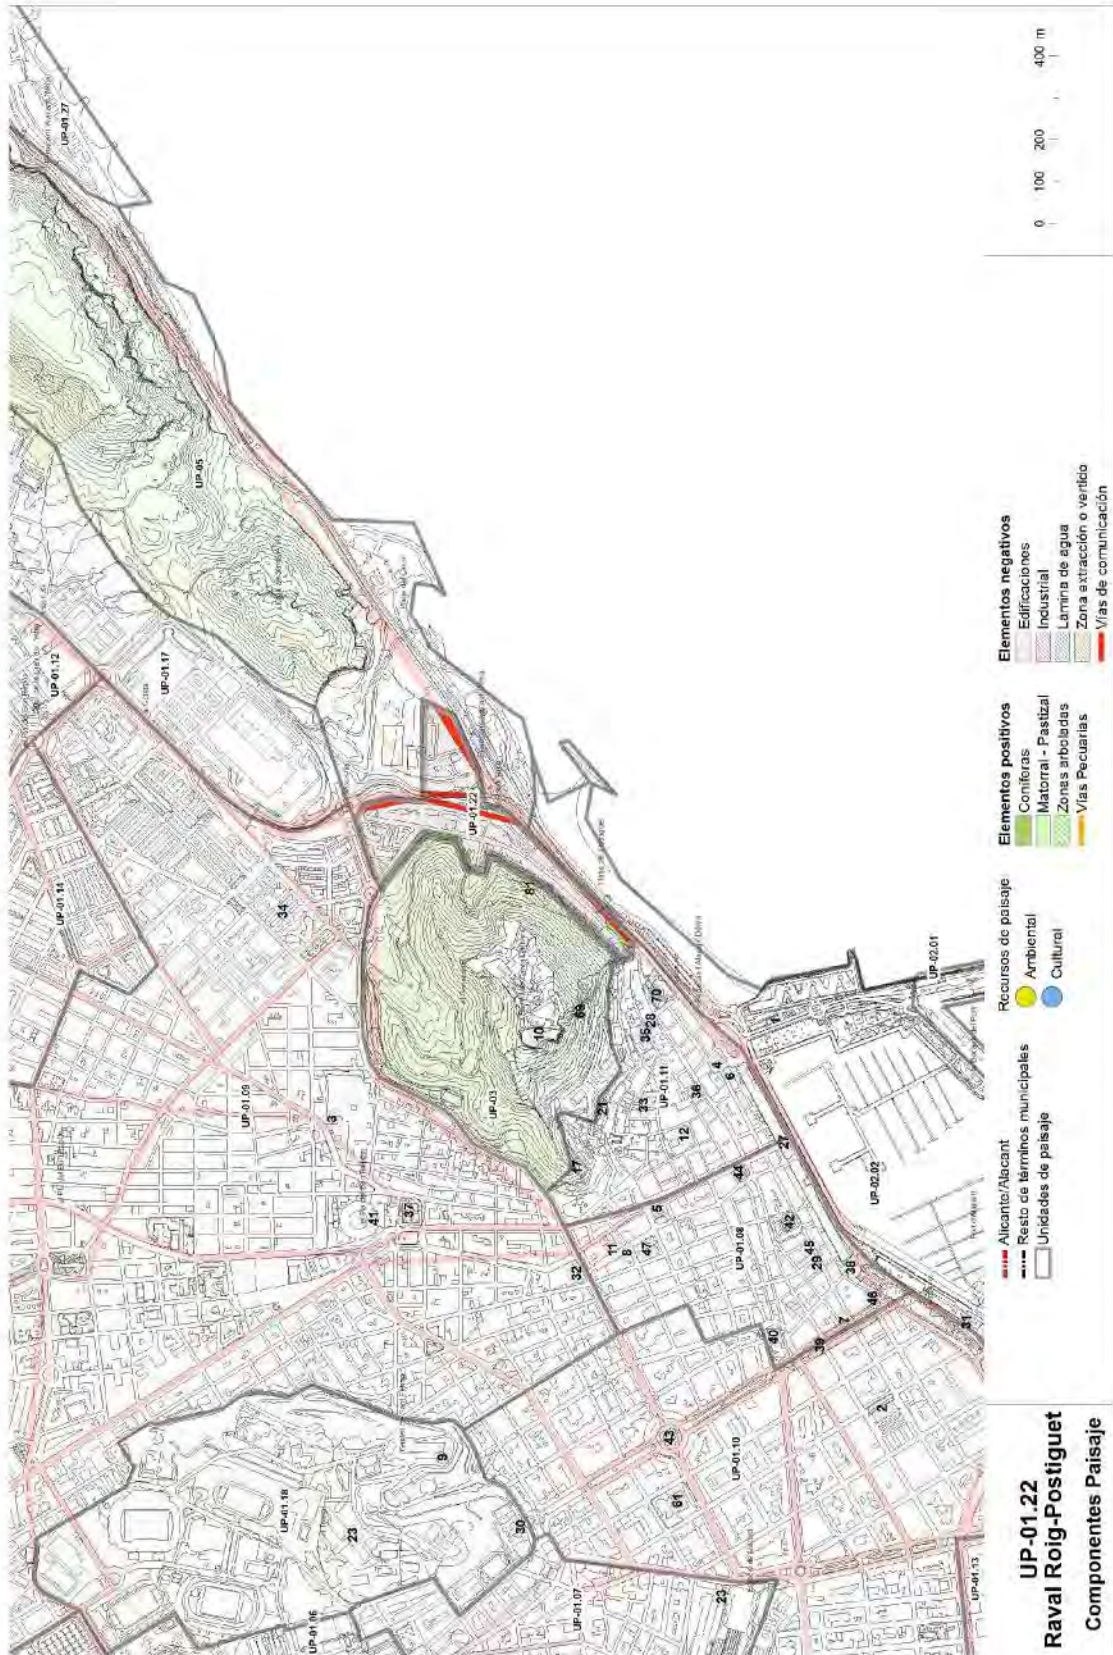 UP-01.22
Raval Roig-Postiguet
Componentes Paisaje
Alicante/Alacant
Resto de términos municipales
Unidades de paisaje
Recursos de paisaje
Ambiental
Cultural
Elementos positivos
Coníferas
Matorral - Pastizal
Zonas arboladas
Vías Pecuarias
Elementos negativos
Edificaciones
Industrial
Lamina de agua
Zona extracción o vertido
Vías de comunicación
0 100 200 400 m
UP-01.27
UP-05
UP-01.12
UP-01.17
UP-01.14
UP-01.22
34
81
UP-01.09
3
UP-03
10
69
70
35
28
UP-01.11
33
21
36
4
6
1
UP-02.01
12
17
41
37
5
44
27
UP-02.02
11
8
47
32
UP-01.08
42
45
29
38
46
40
39
7
31
9
UP-01.18
23
30
43
UP-01.10
61
2
UP-01.06
UP-01.07
23
UP-01.13